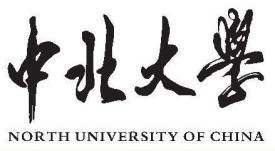 中北大學
NORTH UNIVERSITY OF CHINA